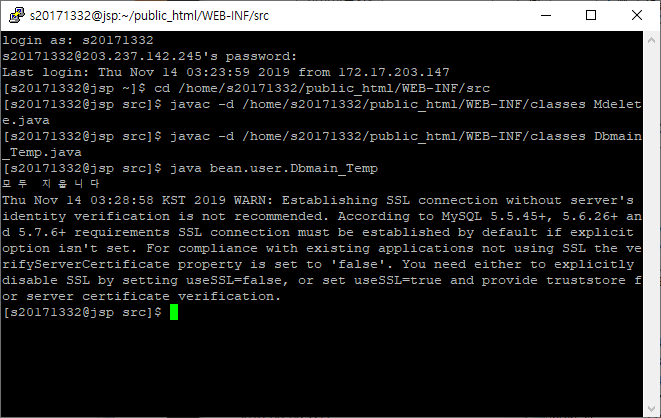 s20171332@jsp:~/public_html/WEB-INF/src
login as: s20171332
s20171332@203.237.142.245's password:
Last login: Thu Nov 14 03:23:59 2019 from 172.17.203.147
[s20171332@jsp ~]$ cd /home/s20171332/public_html/WEB-INF/src
[s20171332@jsp src]$ javac -d /home/s20171332/public_html/WEB-INF/classes Mdelet
e.java
[s20171332@jsp src]$ javac -d /home/s20171332/public_html/WEB-INF/classes Dbmain
_Temp.java
[s20171332@jsp src]$ java bean.user.Dbmain_Temp
모두 지웁니다
Thu Nov 14 03:28:58 KST 2019 WARN: Establishing SSL connection without server's
identity verification is not recommended. According to MySQL 5.5.45+, 5.6.26+ an
d 5.7.6+ requirements SSL connection must be established by default if explicit
option isn't set. For compliance with existing applications not using SSL the ve
rifyServerCertificate property is set to 'false'. You need either to explicitly
disable SSL by setting useSSL=false, or set useSSL=true and provide truststore f
or server certificate verification.
[s20171332@jsp src]$